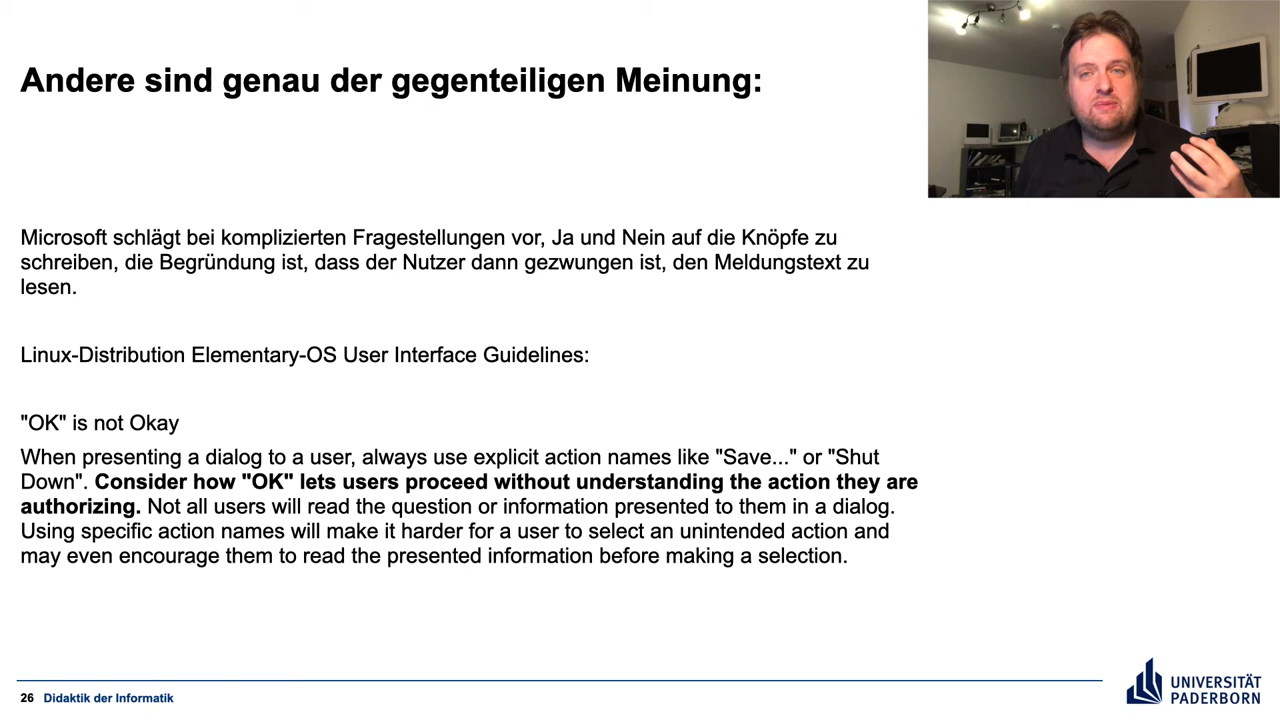 Andere sind genau der gegenteiligen Meinung:
Microsoft schlägt bei komplizierten Fragestellungen vor, Ja und Nein auf die Knöpfe zu
schreiben, die Begründung ist, dass der Nutzer dann gezwungen ist, den Meldungstext zu
lesen.
Linux-Distribution Elementary-OS User Interface Guidelines:
"OK" is not Okay
When presenting a dialog to a user, always use explicit action names like "Save..." or "Shut
Down". Consider how "OK" lets users proceed without understanding the action they are
authorizing. Not all users will read the question or information presented to them in a dialog.
Using specific action names will make it harder for a user to select an unintended action and
may even encourage them to read the presented information before making a selection.
26 Didaktik der Informatik
UNIVERSITÄT
PADERBORN